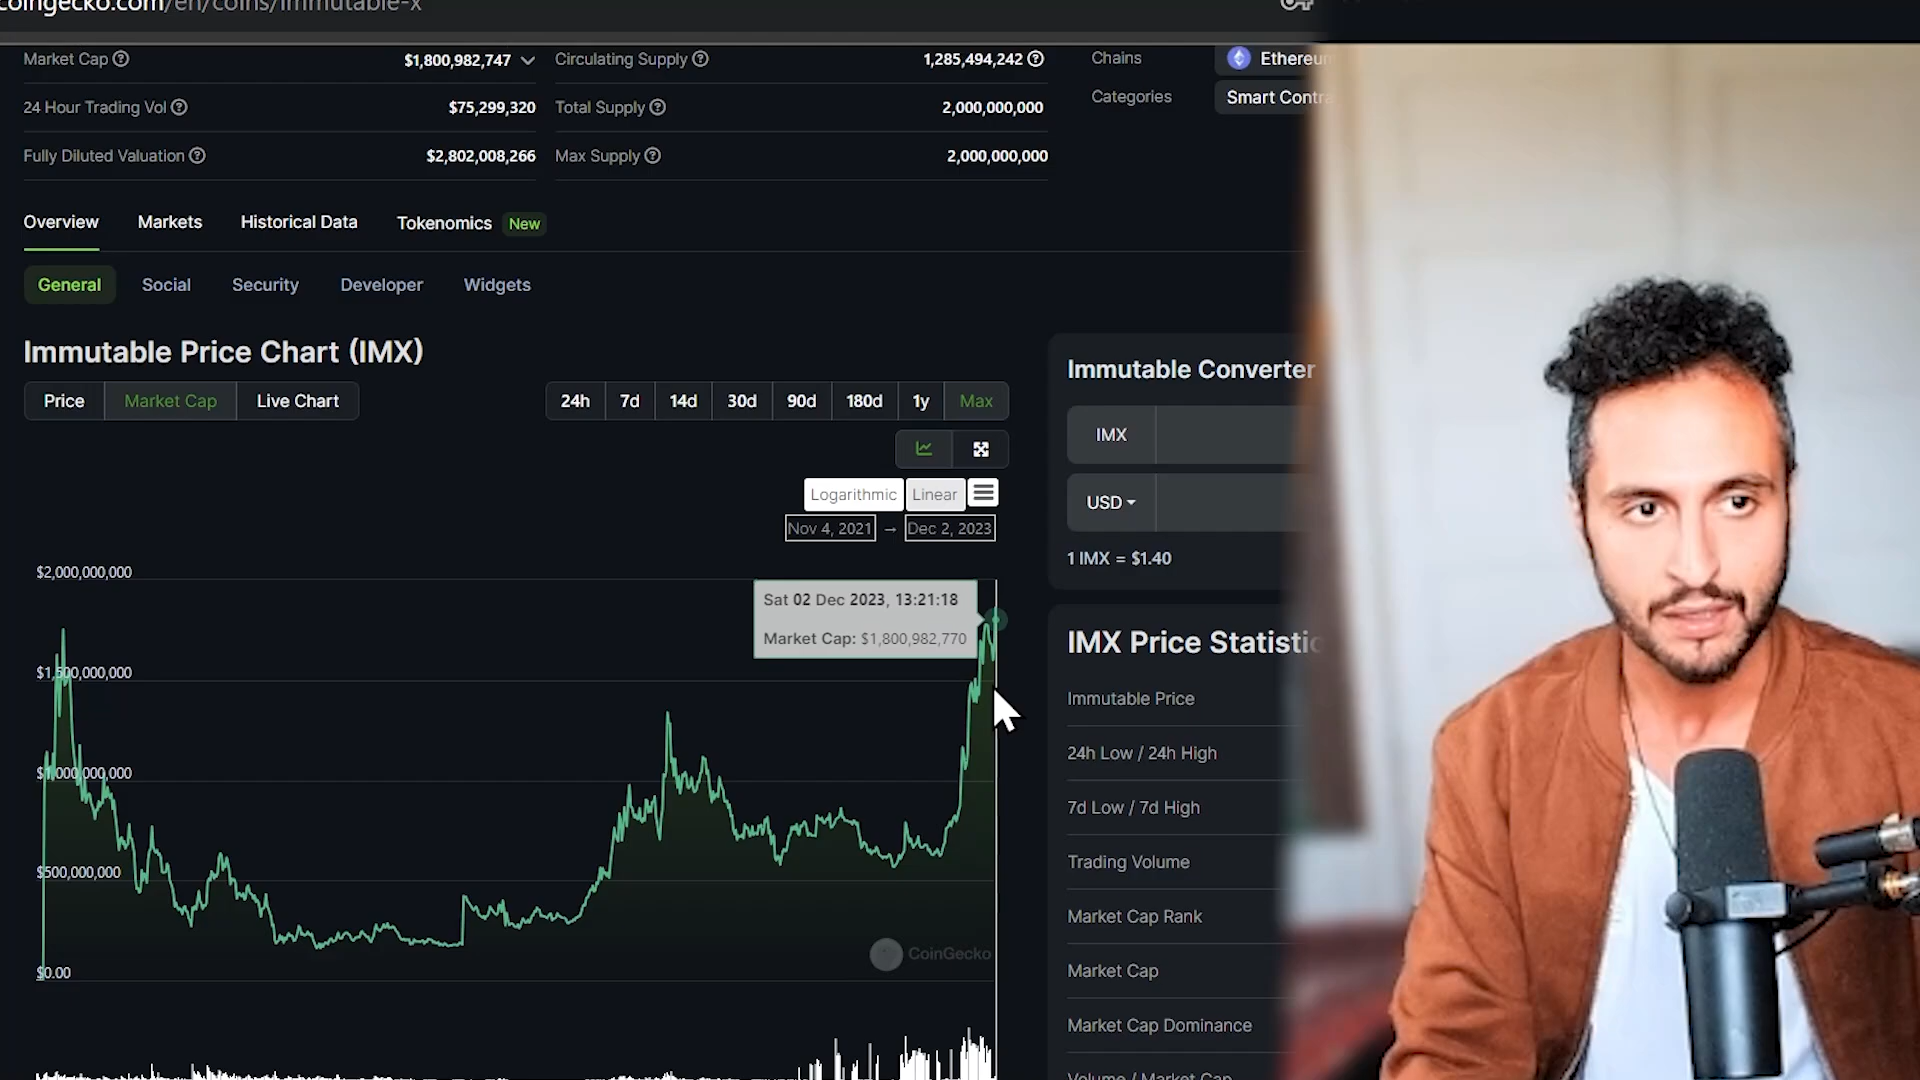 coingecko.com/en/coins/immutable-x
Market Cap $1,800,982,747 Circulating Supply 1,285,494,242 Chains Ethereum
24 Hour Trading Vol $75,299,320 Total Supply 2,000,000,000 Categories Smart Contra
Fully Diluted Valuation $2,802,008,266 Max Supply 2,000,000,000
Overview Markets Historical Data Tokenomics New
General Social Security Developer Widgets
Immutable Price Chart (IMX)
Price Market Cap Live Chart 24h 7d 14d 30d 90d 180d 1y Max
Logarithmic Linear
Nov 4, 2021 → Dec 2, 2023
$2,000,000,000
Sat 02 Dec 2023, 13:21:18
Market Cap: $1,800,982,770
$1,500,000,000
$1,000,000,000
$500,000,000
$0.00
CoinGecko
Immutable Converter
IMX
USD
1 IMX = $1.40
IMX Price Statistic
Immutable Price
24h Low / 24h High
7d Low / 7d High
Trading Volume
Market Cap Rank
Market Cap
Market Cap Dominance
Volume / Market Cap